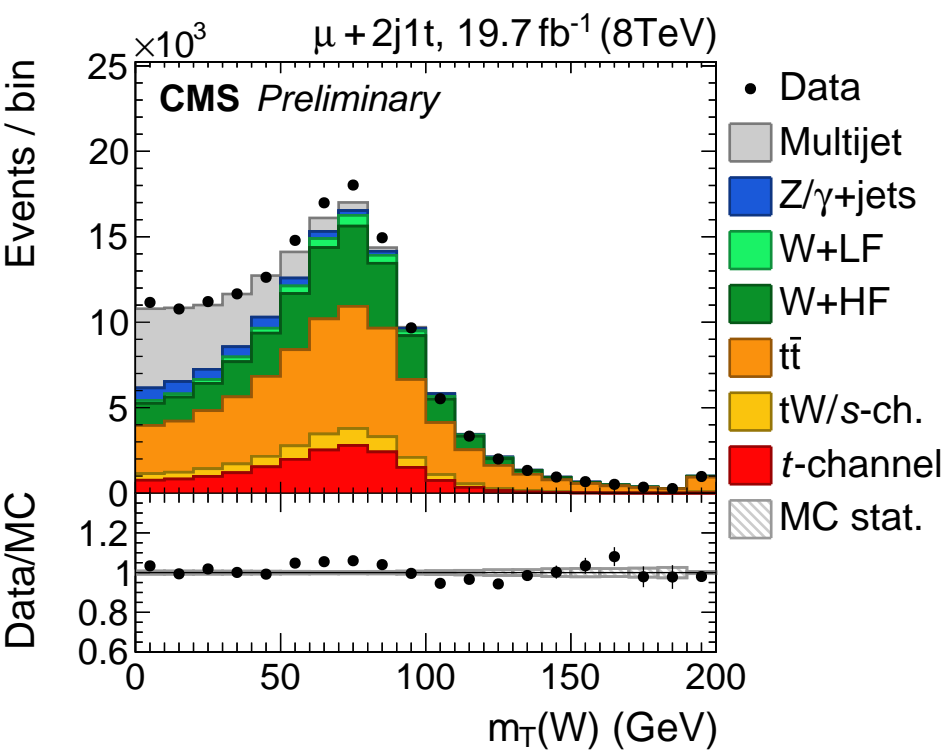 ×10³ μ + 2j1t, 19.7 fb⁻¹ (8TeV)
CMS Preliminary
Events / bin
25
20
15
10
5
0
Data
Multijet
Z/γ+jets
W+LF
W+HF
tt̄
tW/s-ch.
t-channel
MC stat.
Data/MC
1.2
1
0.8
0.6
0 50 100 150 200
m_T(W) (GeV)